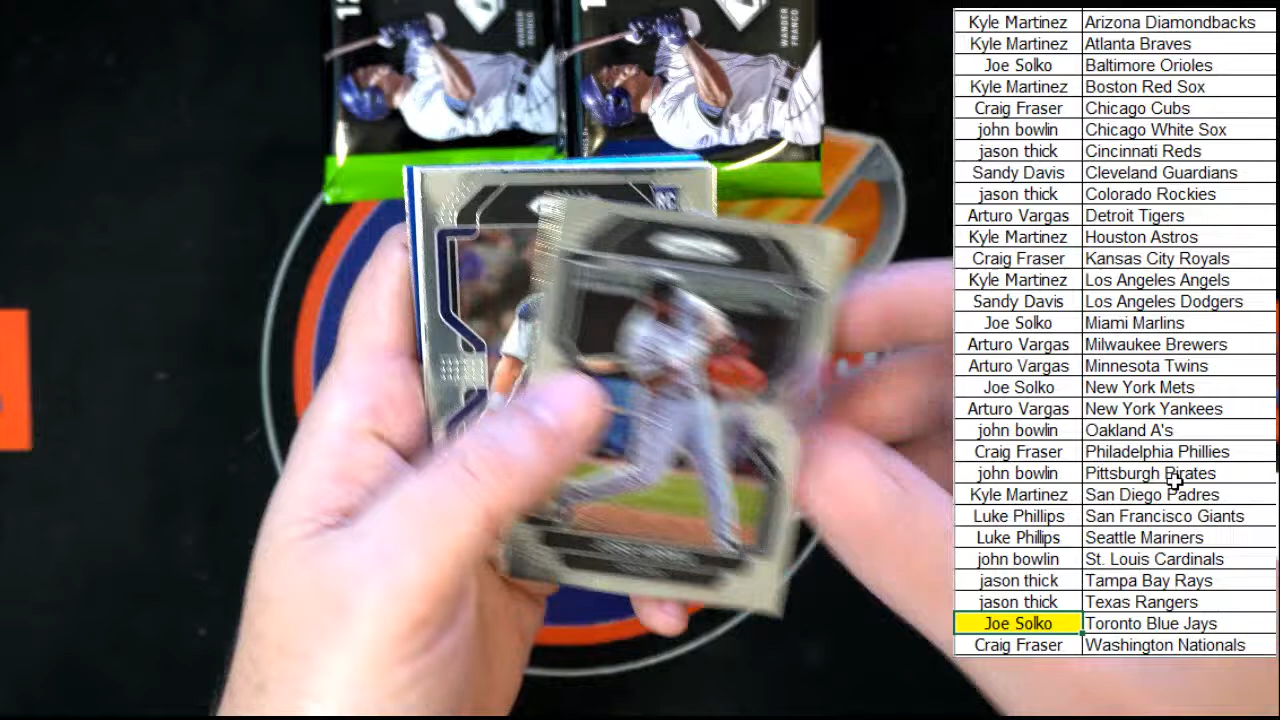 WANDER
FRANCO
WANDER
FRANCO
RC
Kyle Martinez Arizona Diamondbacks
Kyle Martinez Atlanta Braves
Joe Solko Baltimore Orioles
Kyle Martinez Boston Red Sox
Craig Fraser Chicago Cubs
john bowlin Chicago White Sox
jason thick Cincinnati Reds
Sandy Davis Cleveland Guardians
jason thick Colorado Rockies
Arturo Vargas Detroit Tigers
Kyle Martinez Houston Astros
Craig Fraser Kansas City Royals
Kyle Martinez Los Angeles Angels
Sandy Davis Los Angeles Dodgers
Joe Solko Miami Marlins
Arturo Vargas Milwaukee Brewers
Arturo Vargas Minnesota Twins
Joe Solko New York Mets
Arturo Vargas New York Yankees
john bowlin Oakland A's
Craig Fraser Philadelphia Phillies
john bowlin Pittsburgh Pirates
Kyle Martinez San Diego Padres
Luke Phillips San Francisco Giants
Luke Phillips Seattle Mariners
john bowlin St. Louis Cardinals
jason thick Tampa Bay Rays
jason thick Texas Rangers
Joe Solko Toronto Blue Jays
Craig Fraser Washington Nationals